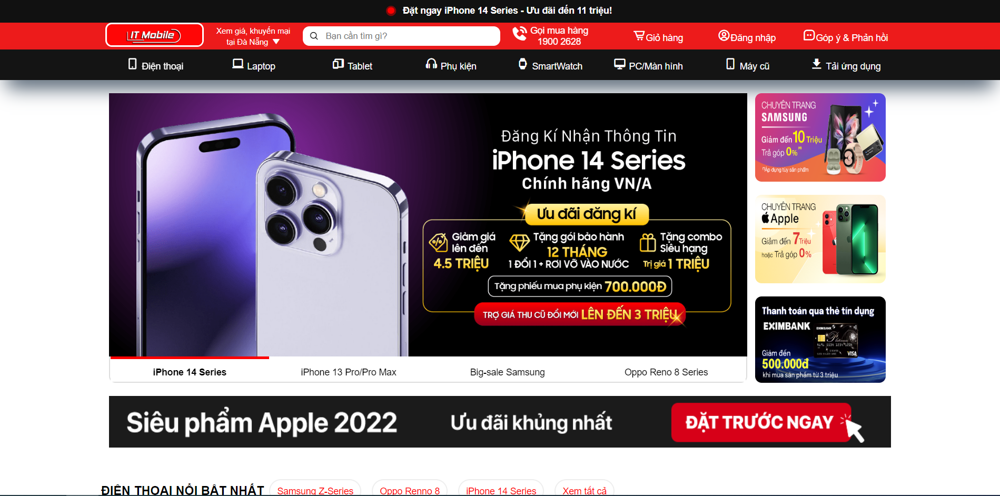 Đặt ngay iPhone 14 Series - Ưu đãi đến 11 triệu!
IT Mobile
Xem giá, khuyến mại
tại Đà Nẵng
Bạn cần tìm gì?
Gọi mua hàng
1900 2628
Giỏ hàng
Đăng nhập
Góp ý & Phản hồi
Điện thoại
Laptop
Tablet
Phụ kiện
SmartWatch
PC/Màn hình
Máy cũ
Tải ứng dụng
Đăng Kí Nhận Thông Tin
iPhone 14 Series
Chính hãng VN/A
Ưu đãi đăng kí
Giảm giá
lên đến
4.5 TRIỆU
Tặng gói bảo hành
12 THÁNG
1 ĐỔI 1 + RƠI VỠ VÀO NƯỚC
Tặng combo
Siêu hạng
Trị giá 1 TRIỆU
Tặng phiếu mua phụ kiện 700.000Đ
TRỢ GIÁ THU CŨ ĐỔI MỚI LÊN ĐẾN 3 TRIỆU
iPhone 14 Series
iPhone 13 Pro/Pro Max
Big-sale Samsung
Oppo Reno 8 Series
CHUYÊN TRANG
SAMSUNG
Giảm đến 10 Triệu
Trả góp 0% (*)
(*)Áp dụng tùy sản phẩm
CHUYÊN TRANG
Apple
Giảm đến 7 Triệu
hoặc Trả góp 0%
Thanh toán qua thẻ tín dụng
EXIMBANK
EXIMBANK
Platinum
VISA
Giảm đến
500.000đ
khi mua sản phẩm từ 3 triệu
Siêu phẩm Apple 2022
Ưu đãi khủng nhất
ĐẶT TRƯỚC NGAY
ĐIỆN THOẠI NỔI BẬT NHẤT
Samsung Z-Series
Oppo Renno 8
iPhone 14 Series
Xem tất cả